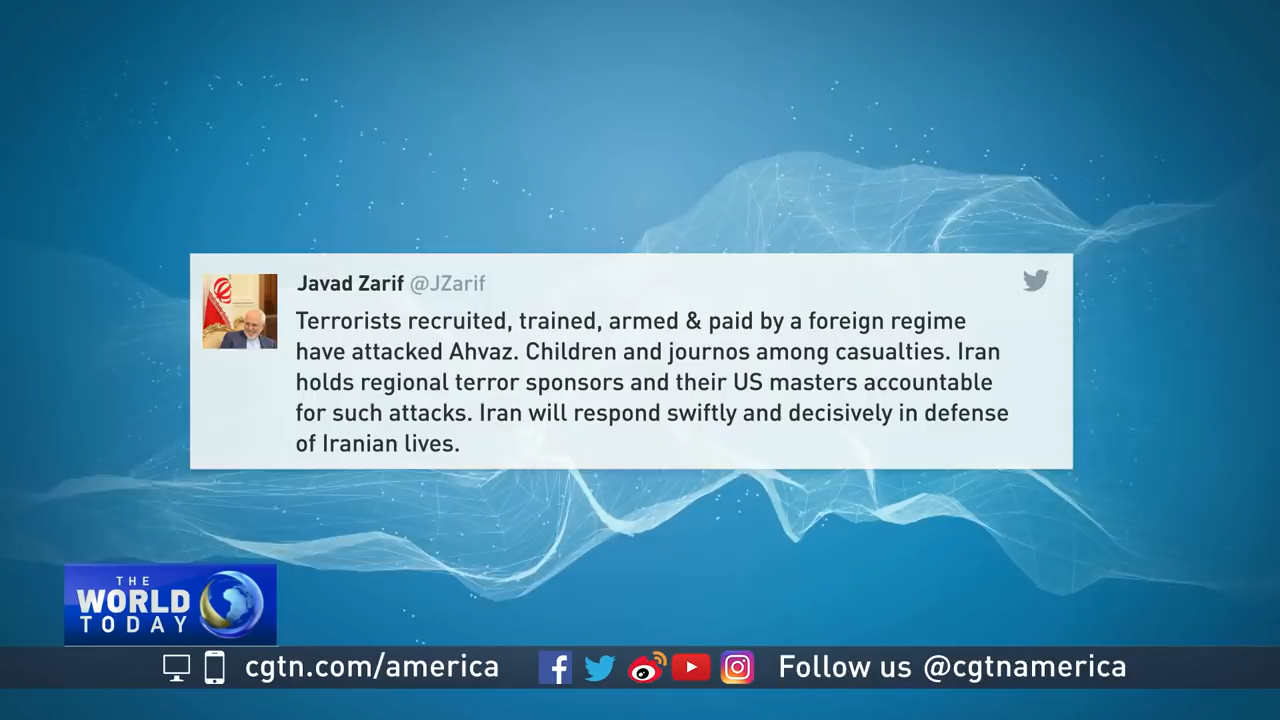 Javad Zarif @JZarif
Terrorists recruited, trained, armed & paid by a foreign regime
have attacked Ahvaz. Children and journos among casualties. Iran
holds regional terror sponsors and their US masters accountable
for such attacks. Iran will respond swiftly and decisively in defense
of Iranian lives.
THE
WORLD
TODAY
cgtn.com/america
Follow us @cgtnamerica